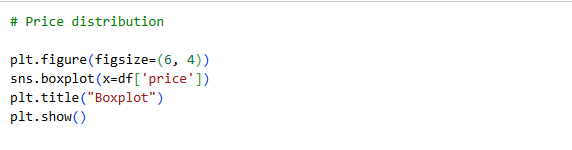 # Price distribution
plt.figure(figsize=(6, 4))
sns.boxplot(x=df['price'])
plt.title("Boxplot")
plt.show()